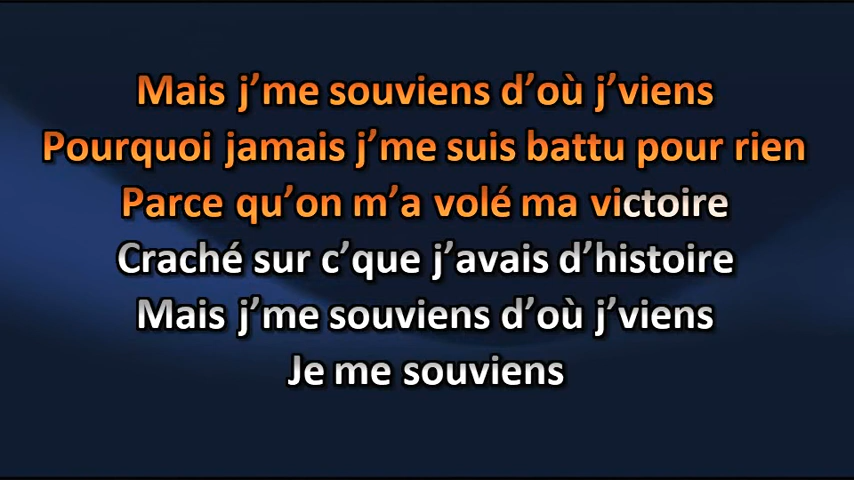 Mais j’me souviens d’où j’viens
Pourquoi jamais j’me suis battu pour rien
Parce qu’on m’a volé ma victoire
Craché sur c’que j’avais d’histoire
Mais j’me souviens d’où j’viens
Je me souviens